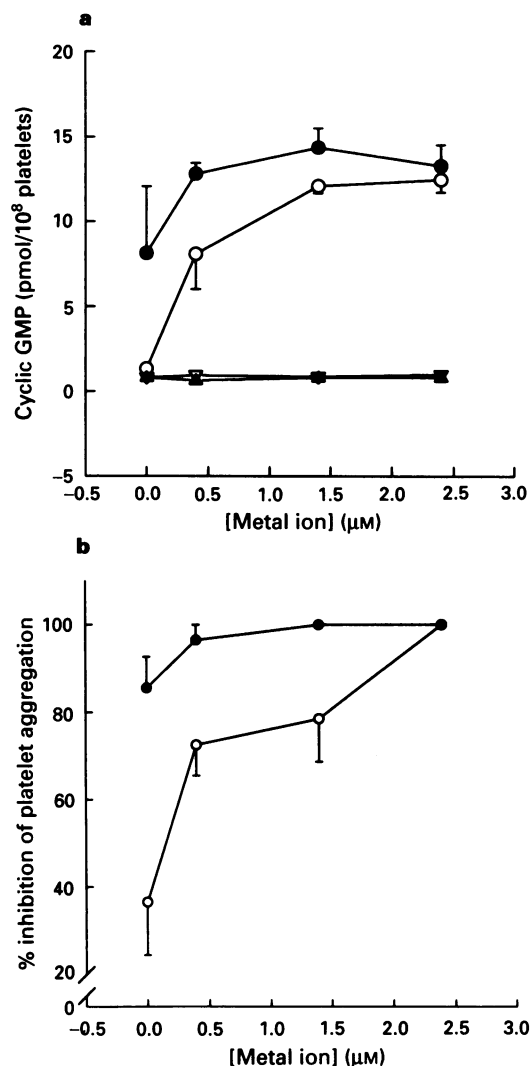 a
Cyclic GMP (pmol/10⁸ platelets)
20
15
10
5
0
−5
−0.5 0.0 0.5 1.0 1.5 2.0 2.5 3.0
[Metal ion] (μM)
b
% inhibition of platelet aggregation
100
80
60
40
20
0
−0.5 0.0 0.5 1.0 1.5 2.0 2.5 3.0
[Metal ion] (μM)